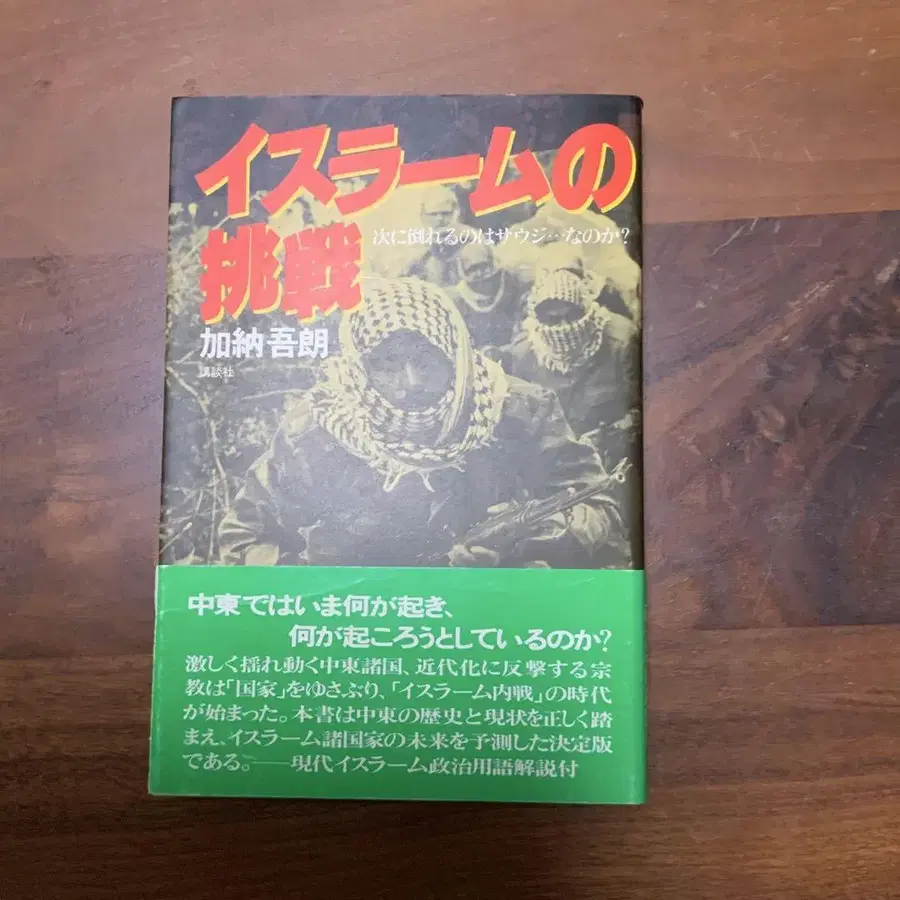 イスラームの
挑戦
次に倒れるのはサウジ…なのか?
加納吾朗
講談社
中東ではいま何が起き、
何が起ころうとしているのか?
激しく揺れ動く中東諸国、近代化に反撃する宗
教は「国家」をゆさぶり、「イスラーム内戦」の時代
が始まった。本書は中東の歴史と現状を正しく踏
まえ、イスラーム諸国家の未来を予測した決定版
である。——現代イスラーム政治用語解説付